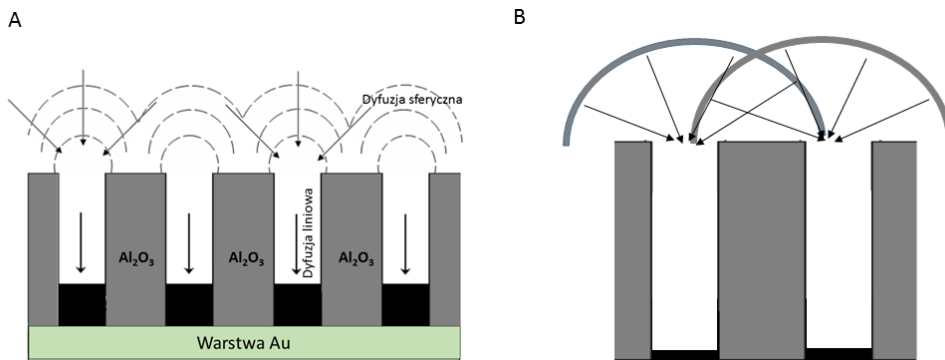 A
B
Dyfuzja sferyczna
Dyfuzja liniowa
Al₂O₃
Al₂O₃
Al₂O₃
Warstwa Au